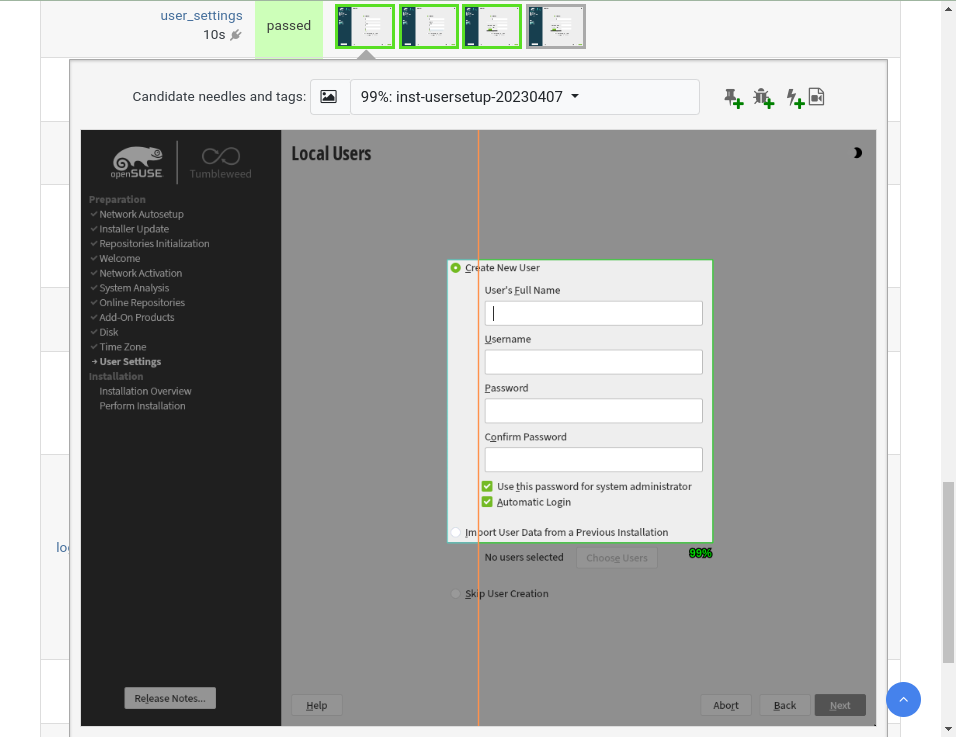 user_settings
10s
passed
Candidate needles and tags:
99%: inst-usersetup-20230407
openSUSE
Tumbleweed
Local Users
Preparation
Network Autosetup
Installer Update
Repositories Initialization
Welcome
Network Activation
System Analysis
Online Repositories
Add-On Products
Disk
Time Zone
User Settings
Installation
Installation Overview
Perform Installation
Create New User
User's Full Name
Username
Password
Confirm Password
Use this password for system administrator
Automatic Login
Import User Data from a Previous Installation
No users selected
Choose Users
99%
Skip User Creation
Release Notes...
Help
Abort
Back
Next